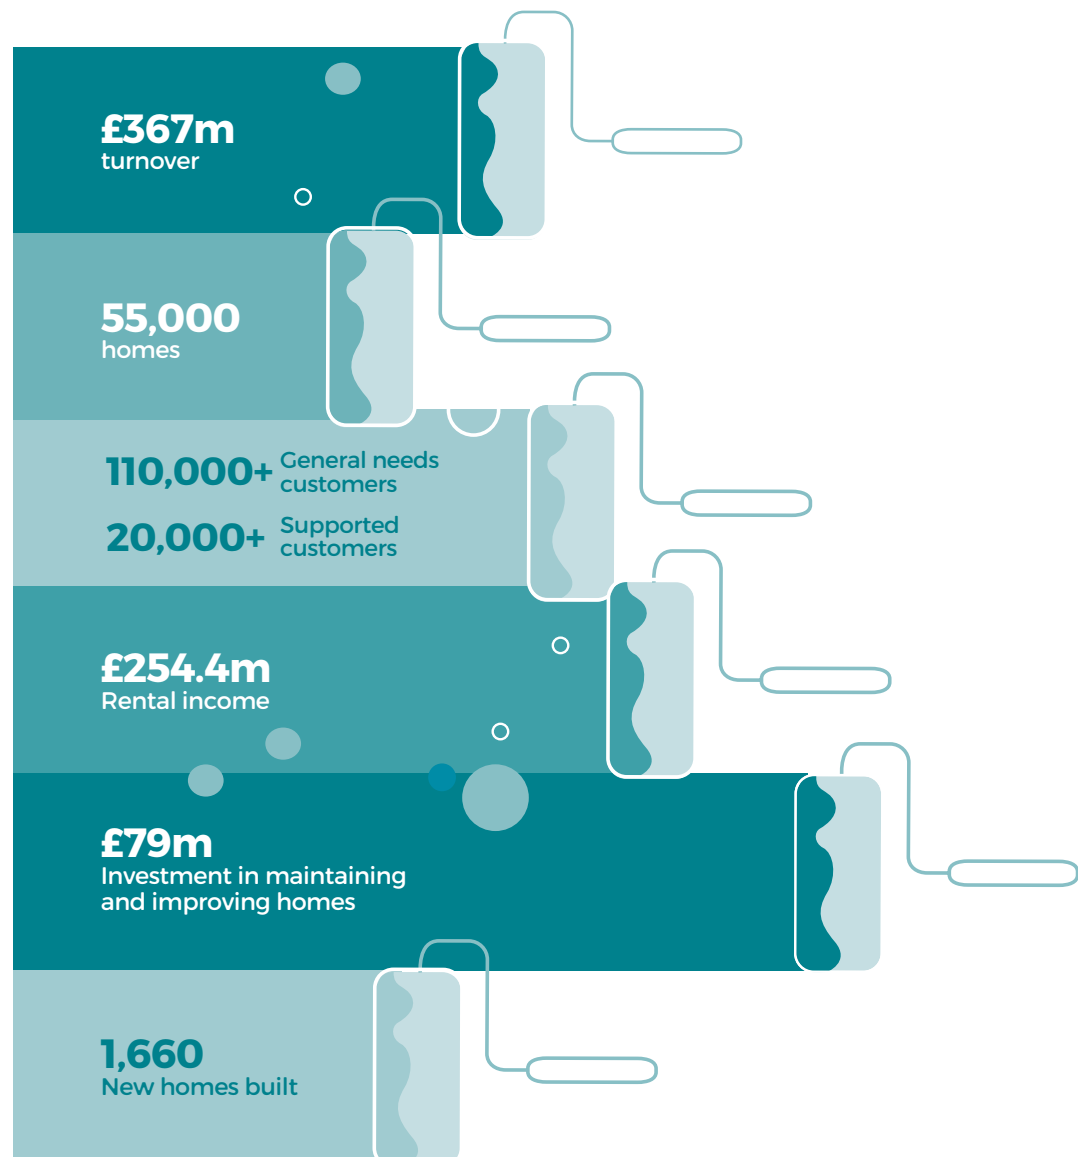 £367m
turnover
55,000
homes
110,000+ General needs
customers
20,000+ Supported
customers
£254.4m
Rental income
£79m
Investment in maintaining
and improving homes
1,660
New homes built